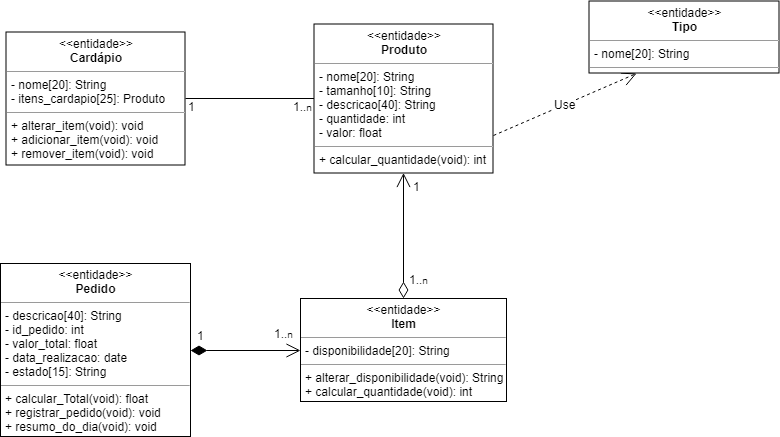 <<entidade>>
Cardápio
- nome[20]: String
- itens_cardapio[25]: Produto
+ alterar_item(void): void
+ adicionar_item(void): void
+ remover_item(void): void
1
1..n
<<entidade>>
Produto
- nome[20]: String
- tamanho[10]: String
- descricao[40]: String
- quantidade: int
- valor: float
+ calcular_quantidade(void): int
Use
<<entidade>>
Tipo
- nome[20]: String
1
1..n
<<entidade>>
Pedido
- descricao[40]: String
- id_pedido: int
- valor_total: float
- data_realizacao: date
- estado[15]: String
+ calcular_Total(void): float
+ registrar_pedido(void): void
+ resumo_do_dia(void): void
1
1..n
<<entidade>>
Item
- disponibilidade[20]: String
+ alterar_disponibilidade(void): String
+ calcular_quantidade(void): int